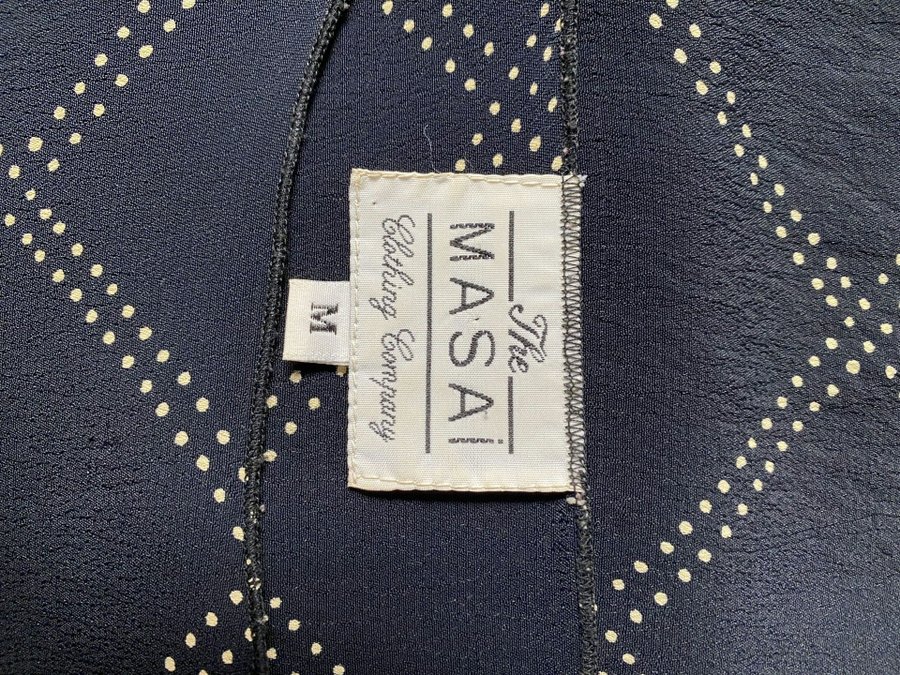 The
MASAi
Clothing Company
M